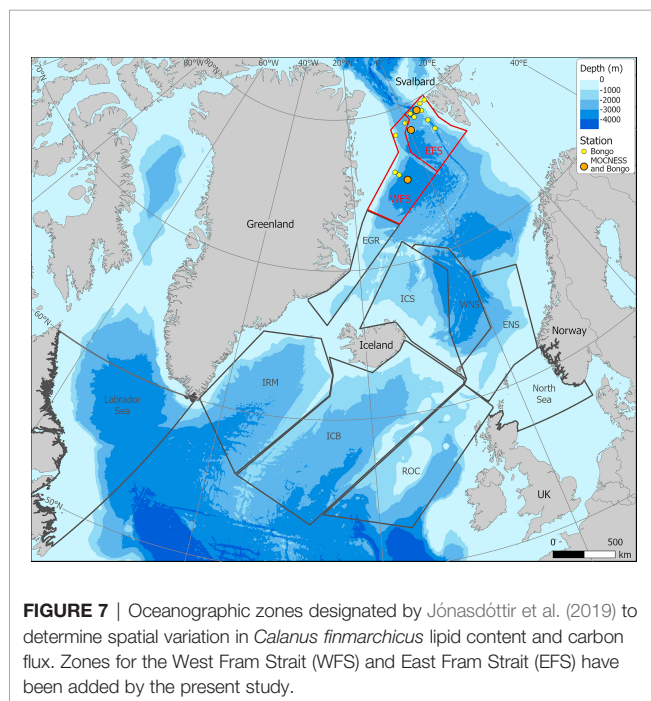 80°W
60°W
40°W
20°W
0°
20°E
40°E
70°N
Svalbard
Depth (m)
0
-1000
-2000
-3000
-4000
Station
Bongo
MOCNESS
and Bongo
EFS
WFS
Greenland
EGR
ICS
WNS
ENS
Norway
Iceland
60°N
IRM
North
Sea
Labrador
Sea
ICB
ROC
UK
50°N
0 500
km
FIGURE 7 | Oceanographic zones designated by Jónasdóttir et al. (2019) to
determine spatial variation in Calanus finmarchicus lipid content and carbon
flux. Zones for the West Fram Strait (WFS) and East Fram Strait (EFS) have
been added by the present study.